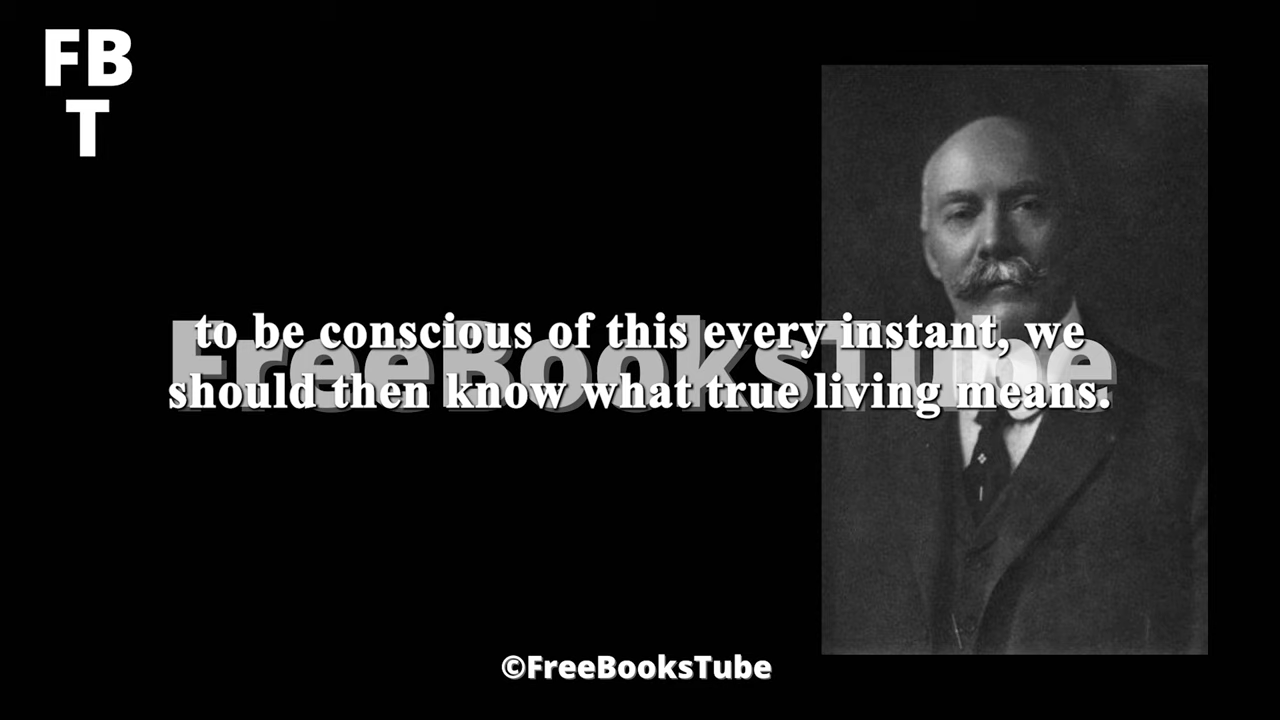 FB
T
to be conscious of this every instant, we
FreeBooksTube
should then know what true living means.
©FreeBooksTube